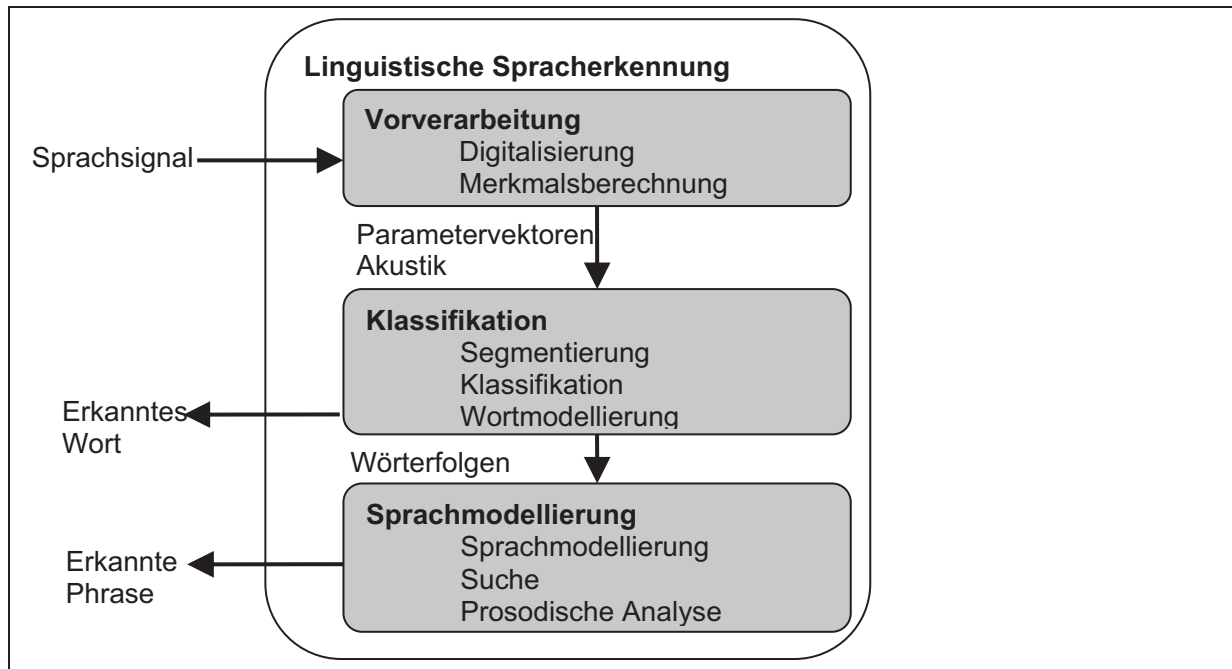 Linguistische Spracherkennung
Vorverarbeitung
Digitalisierung
Merkmalsberechnung
Sprachsignal
Parametervektoren
Akustik
Klassifikation
Segmentierung
Klassifikation
Wortmodellierung
Erkanntes
Wort
Wörterfolgen
Sprachmodellierung
Sprachmodellierung
Suche
Prosodische Analyse
Erkannte
Phrase